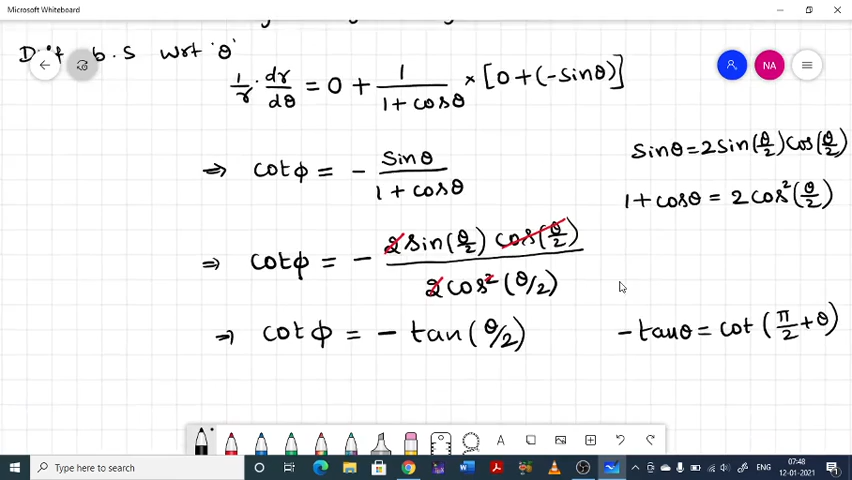 Microsoft Whiteboard
b.s wrt 'θ'
1/r · dr/dθ = 0 + 1/(1 + cosθ) × [0 + (-sinθ)]
NA
⇒ cotϕ = - sinθ/(1 + cosθ)
sinθ = 2sin(θ/2)cos(θ/2)
1 + cosθ = 2cos²(θ/2)
⇒ cotϕ = - 2sin(θ/2) cos(θ/2)/2cos²(θ/2)
⇒ cotϕ = - tan(θ/2)
- tanθ = cot(π/2 + θ)
A
Type here to search
ENG
07:48
12-01-2021